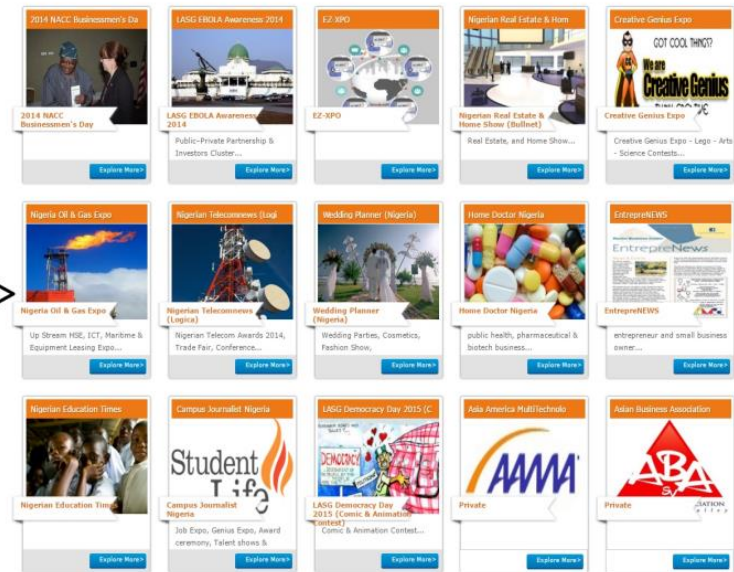 2014 NACC Businessmen's Da
2014 NACC
Businessmen's Day
Explore More>
LASG EBOLA Awareness 2014
LASG EBOLA Awareness
2014
Public-Private Partnership &
Investors Cluster...
Explore More>
EZ-XPO
EZ-XPO
Explore More>
Nigerian Real Estate & Hom
Nigerian Real Estate &
Home Show (Bullnet)
Real Estate, and Home Show...
Explore More>
Creative Genius Expo
GOT COOL THING?
We are
Creative Genius
Creative Genius Expo
Creative Genius Expo - Lego - Arts
- Science Contests...
Explore More>
Nigeria Oil & Gas Expo
Nigeria Oil & Gas Expo
Up Stream HSE, ICT, Maritime &
Equipment Leasing Expo...
Explore More>
Nigerian Telecomnews (Logi
Nigerian Telecomnews
(Logica)
Nigerian Telecom Awards 2014,
Trade Fair, Conference...
Explore More>
Wedding Planner (Nigeria)
Wedding Planner
(Nigeria)
Wedding Parties, Cosmetics,
Fashion Show,
Explore More>
Home Doctor Nigeria
Home Doctor Nigeria
public health, pharmaceutical &
biotech business...
Explore More>
EntrepreNEWS
EntrepreNews
EntrepreNEWS
entrepreneur and small business
owner...
Explore More>
Nigerian Education Times
Nigerian Education Times
Explore More>
Campus Journalist Nigeria
Student
Life
Campus Journalist
Nigeria
Job Expo, Genius Expo, Award
ceremony, Talent shows &
Explore More>
LASG Democracy Day 2015 (C
DEMOCRACY
LASG Democracy Day
2015 (Comic & Animation
Contest)
Comic & Animation Contest...
Explore More>
Asia America MultiTechnolo
AAMA
Private
Explore More>
Asian Business Association
ABA
SV
CIATION
Private
Explore More>